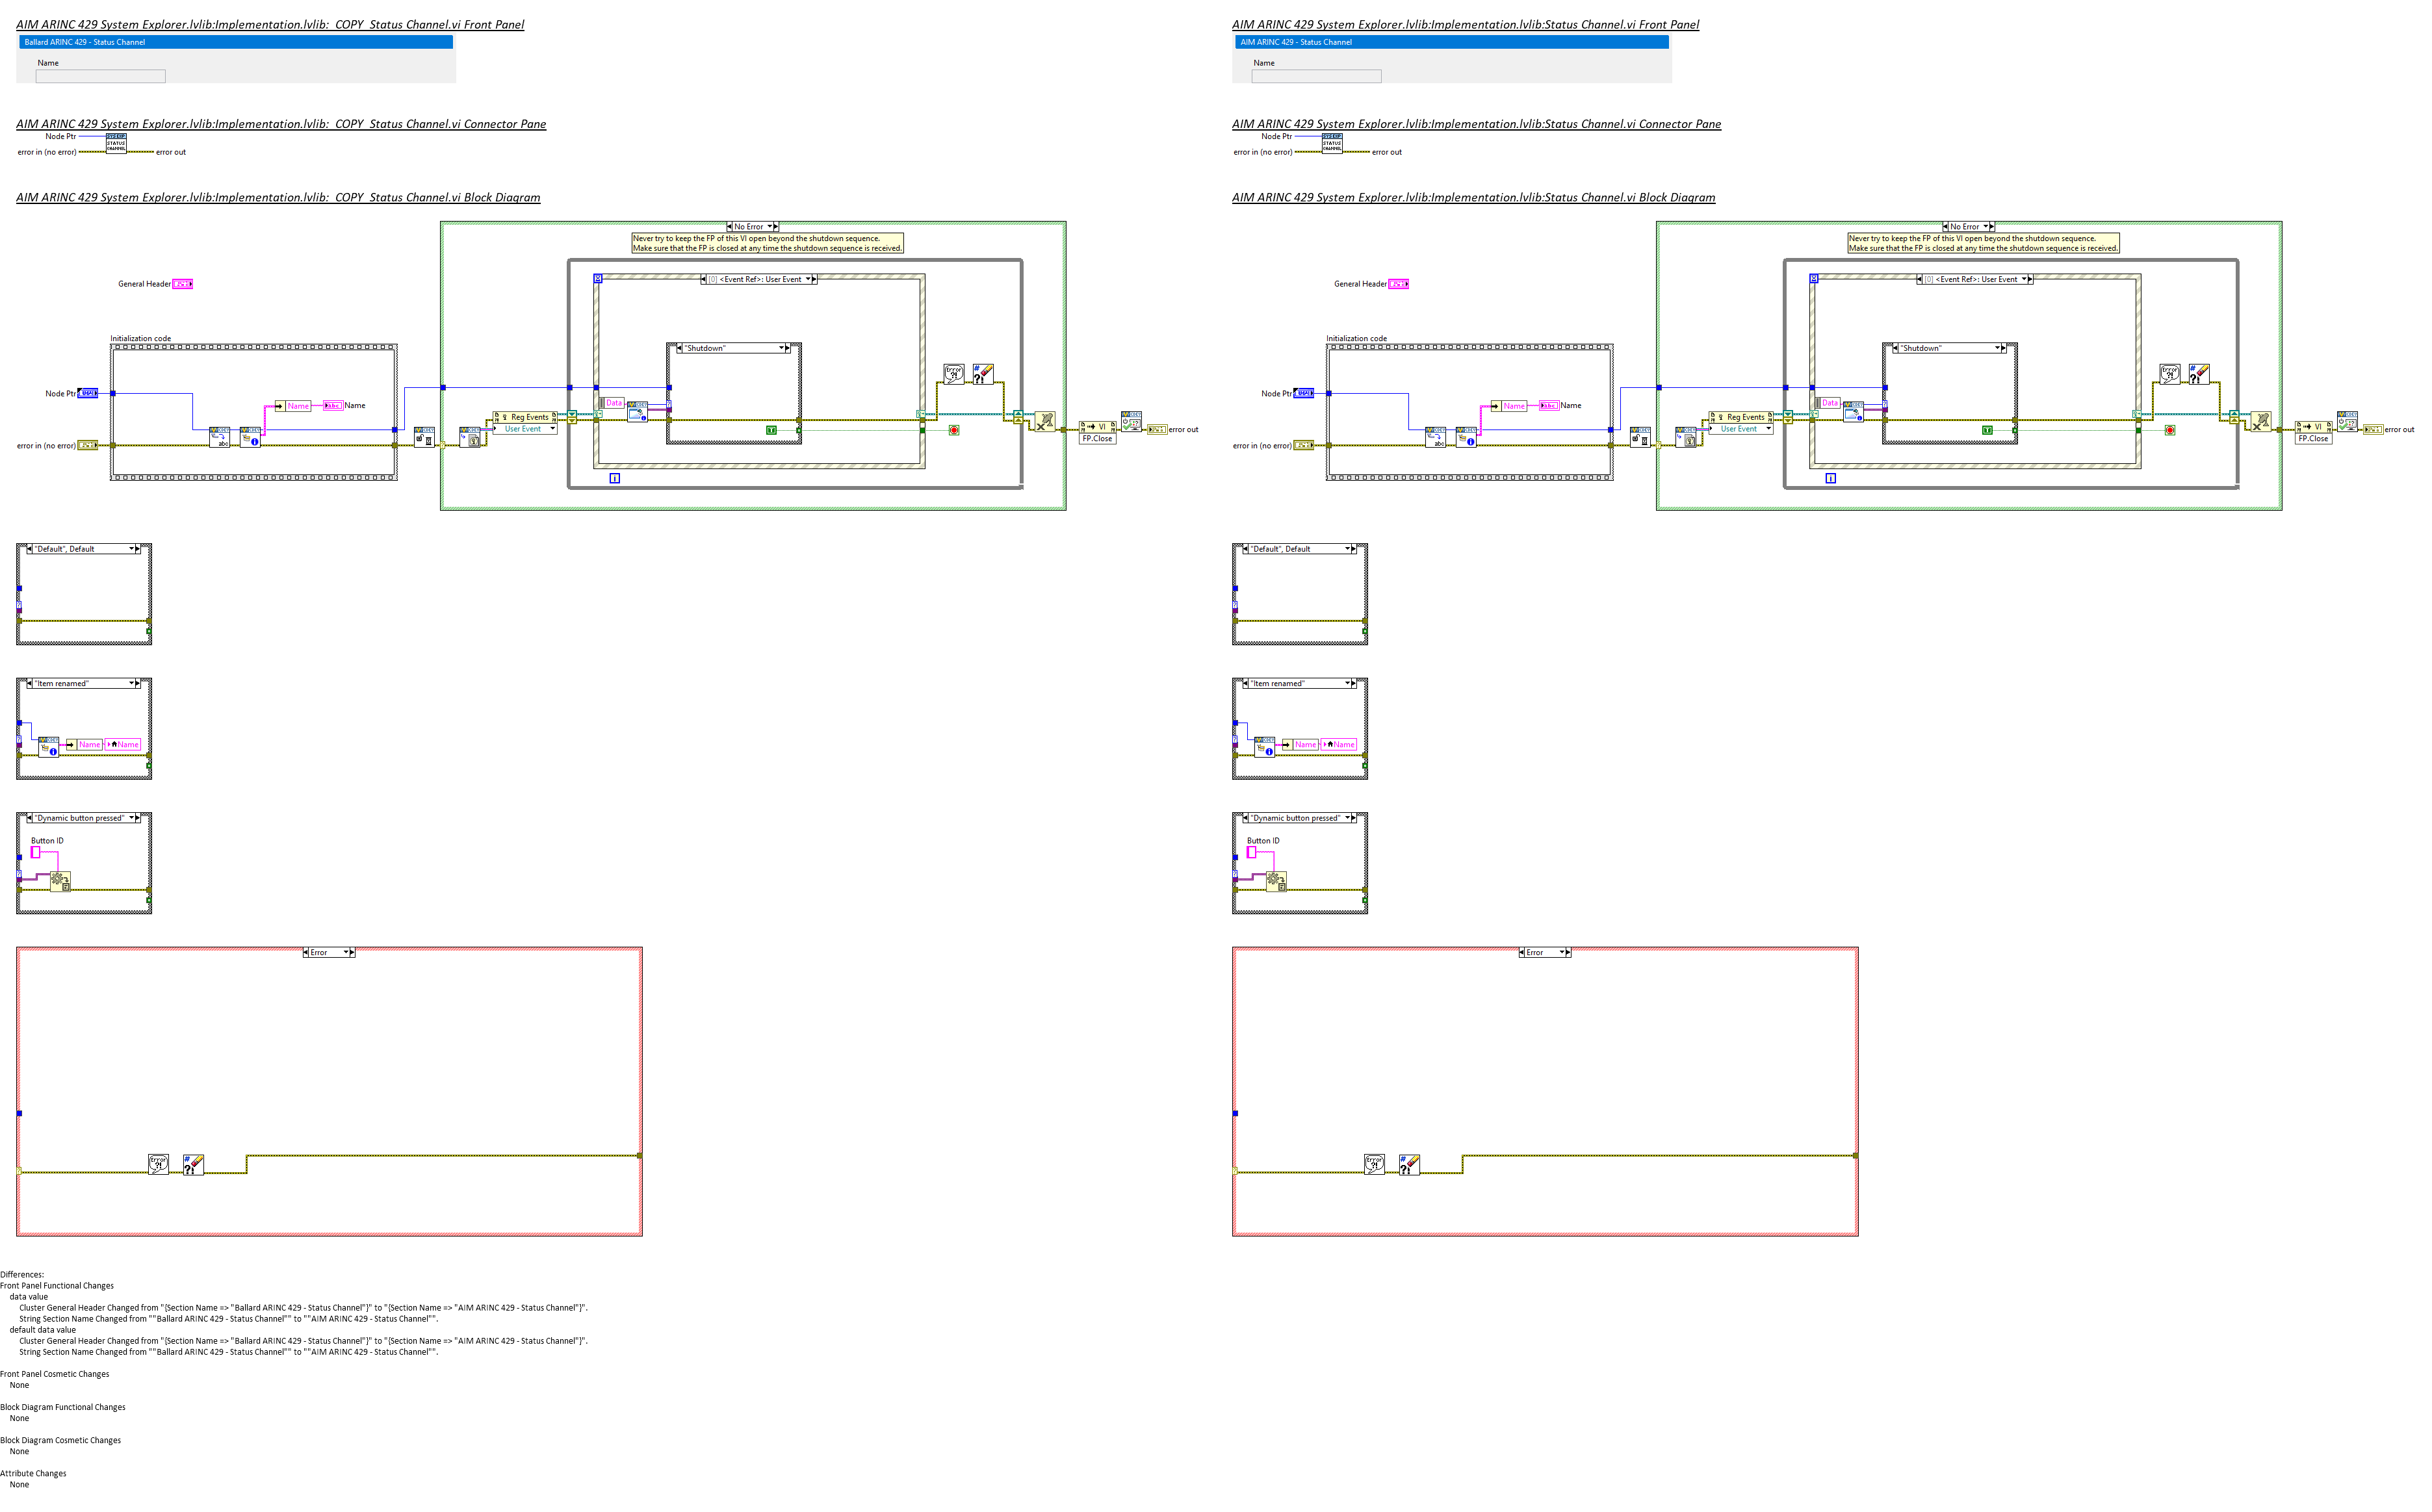 AIM ARINC 429 System Explorer.lvlib:Implementation.lvlib:_COPY_Status Channel.vi Front Panel
Ballard ARINC 429 - Status Channel
Name
AIM ARINC 429 System Explorer.lvlib:Implementation.lvlib:_COPY_Status Channel.vi Connector Pane
Node Ptr
STATUS
CHANNEL
error in (no error)
error out
AIM ARINC 429 System Explorer.lvlib:Implementation.lvlib:_COPY_Status Channel.vi Block Diagram
No Error
Never try to keep the FP of this VI open beyond the shutdown sequence.
Make sure that the FP is closed at any time the shutdown sequence is received.
[0] <Event Ref>: User Event
General Header
Initialization code
"Shutdown"
Error
?!
#
?!
Node Ptr
Name
Name
Data
Reg Events
User Event
abc
error in (no error)
T
VI
FP.Close
error out
i
"Default", Default
"Item renamed"
Name
Name
"Dynamic button pressed"
Button ID
Error
Error
?!
#
?!
AIM ARINC 429 System Explorer.lvlib:Implementation.lvlib:Status Channel.vi Front Panel
AIM ARINC 429 - Status Channel
Name
AIM ARINC 429 System Explorer.lvlib:Implementation.lvlib:Status Channel.vi Connector Pane
Node Ptr
STATUS
CHANNEL
error in (no error)
error out
AIM ARINC 429 System Explorer.lvlib:Implementation.lvlib:Status Channel.vi Block Diagram
No Error
Never try to keep the FP of this VI open beyond the shutdown sequence.
Make sure that the FP is closed at any time the shutdown sequence is received.
[0] <Event Ref>: User Event
General Header
Initialization code
"Shutdown"
Error
?!
#
?!
Node Ptr
Name
Name
Data
Reg Events
User Event
abc
error in (no error)
T
VI
FP.Close
error out
i
"Default", Default
"Item renamed"
Name
Name
"Dynamic button pressed"
Button ID
Error
Error
?!
#
?!
Differences:
Front Panel Functional Changes
data value
Cluster General Header Changed from "{Section Name => "Ballard ARINC 429 - Status Channel"}" to "{Section Name => "AIM ARINC 429 - Status Channel"}".
String Section Name Changed from ""Ballard ARINC 429 - Status Channel"" to ""AIM ARINC 429 - Status Channel"".
default data value
Cluster General Header Changed from "{Section Name => "Ballard ARINC 429 - Status Channel"}" to "{Section Name => "AIM ARINC 429 - Status Channel"}".
String Section Name Changed from ""Ballard ARINC 429 - Status Channel"" to ""AIM ARINC 429 - Status Channel"".
Front Panel Cosmetic Changes
None
Block Diagram Functional Changes
None
Block Diagram Cosmetic Changes
None
Attribute Changes
None